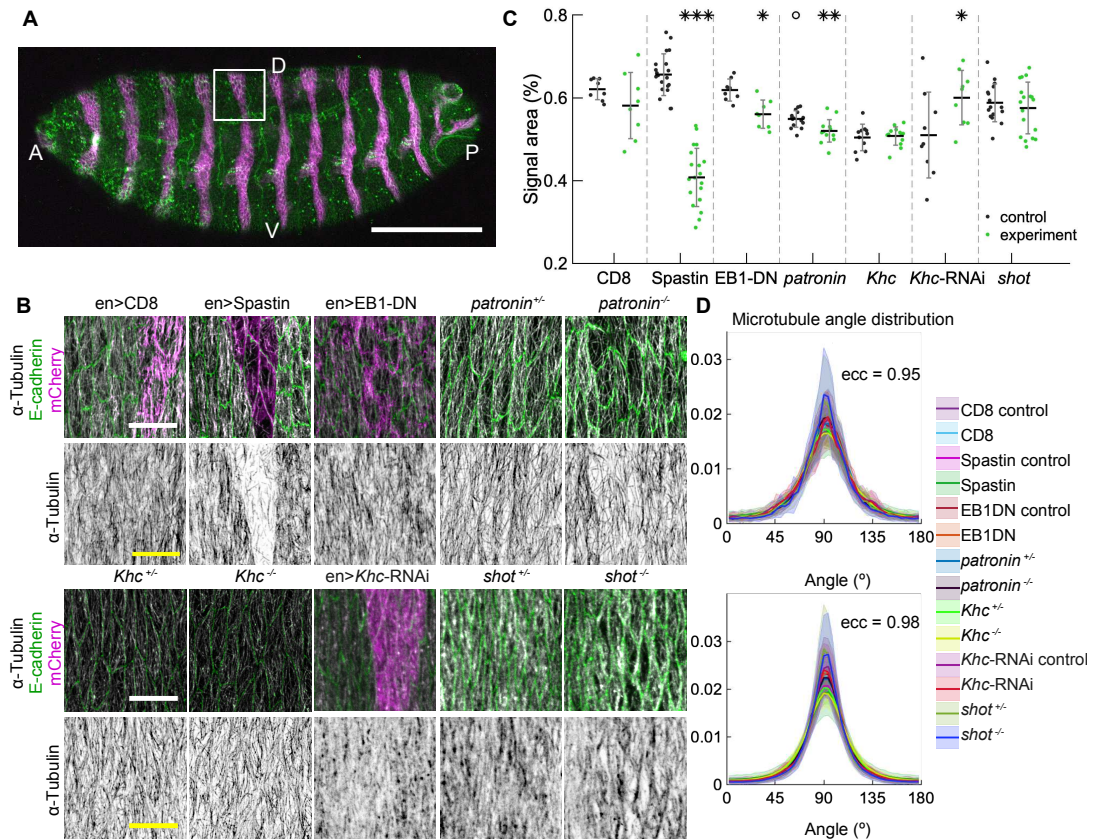 A
D
A
P
V
C
Signal area (%)
0.8
0.6
0.4
0.2
*** * ○ ** *
control
experiment
CD8 Spastin EB1-DN patronin Khc Khc-RNAi shot
B
en>CD8 en>Spastin en>EB1-DN patronin+/- patronin-/-
α-Tubulin
E-cadherin
mCherry
α-Tubulin
Khc+/- Khc-/- en>Khc-RNAi shot+/- shot-/-
α-Tubulin
E-cadherin
mCherry
α-Tubulin
D
Microtubule angle distribution
0.03
0.02
0.01
0
ecc = 0.95
0 45 90 135 180
Angle (º)
0.03
0.02
0.01
0
ecc = 0.98
0 45 90 135 180
Angle (º)
CD8 control
CD8
Spastin control
Spastin
EB1DN control
EB1DN
patronin+/-
patronin-/-
Khc+/-
Khc-/-
Khc-RNAi control
Khc-RNAi
shot+/-
shot-/-